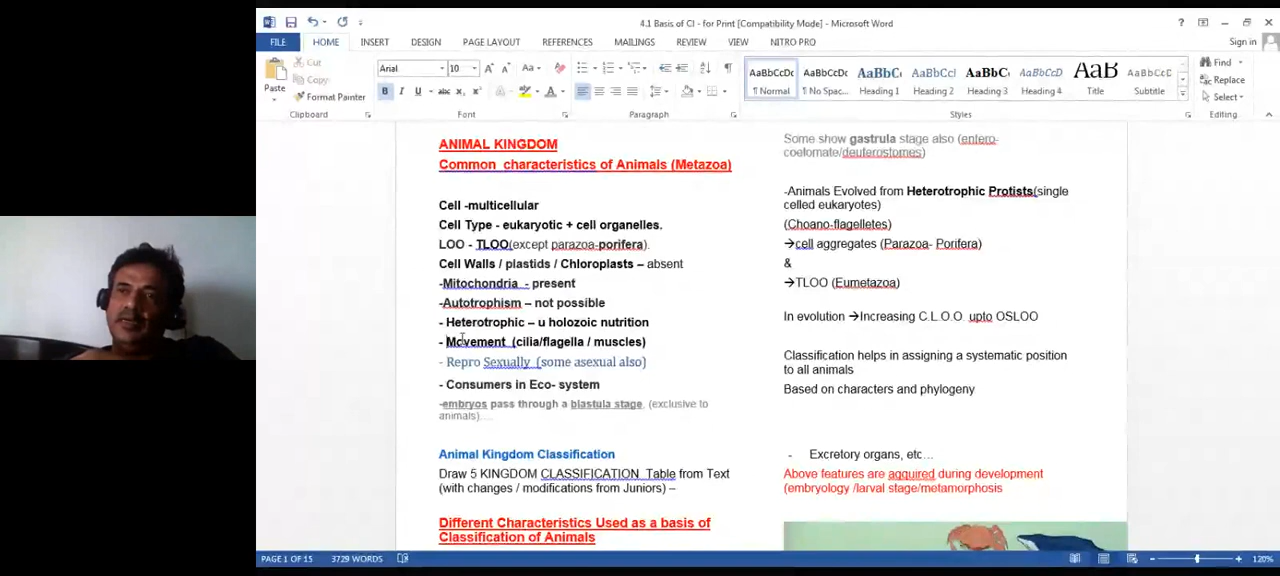 4.1 Basis of Cl - for Print [Compatibility Mode] - Microsoft Word
FILE HOME INSERT DESIGN PAGE LAYOUT REFERENCES MAILINGS REVIEW VIEW NITRO PRO Sign in
Cut
Copy
Paste Format Painter
Clipboard
Arial 10
Font
Paragraph
AaBbCcDc AaBbCcDc AaBbC AaBbCc AaBbCc AaBbCcD AaB AaBbCcD
¶ Normal ¶ No Spac... Heading 1 Heading 2 Heading 3 Heading 4 Title Subtitle
Styles
Find
Replace
Select
Editing
ANIMAL KINGDOM
Common characteristics of Animals (Metazoa)
Cell -multicellular
Cell Type - eukaryotic + cell organelles.
LOO - TLOO(except parazoa-porifera).
Cell Walls / plastids / Chloroplasts – absent
-Mitochondria - present
-Autotrophism – not possible
- Heterotrophic – u holozoic nutrition
- Movement (cilia/flagella / muscles)
- Repro Sexually (some asexual also)
- Consumers in Eco- system
-embryos pass through a blastula stage, (exclusive to
animals)....
Animal Kingdom Classification
Draw 5 KINGDOM CLASSIFICATION Table from Text
(with changes / modifications from Juniors) –
Different Characteristics Used as a basis of
Classification of Animals
Some show gastrula stage also (entero-
coelomate/deuterostomes)
-Animals Evolved from Heterotrophic Protists(single
celled eukaryotes)
(Choano-flagelletes)
→cell aggregates (Parazoa- Porifera)
&
→TLOO (Eumetazoa)
In evolution →Increasing C.L.O.O. upto OSLOO
Classification helps in assigning a systematic position
to all animals
Based on characters and phylogeny
- Excretory organs, etc...
Above features are aqquired during development
(embryology /larval stage/metamorphosis
PAGE 1 OF 15 3729 WORDS 120%